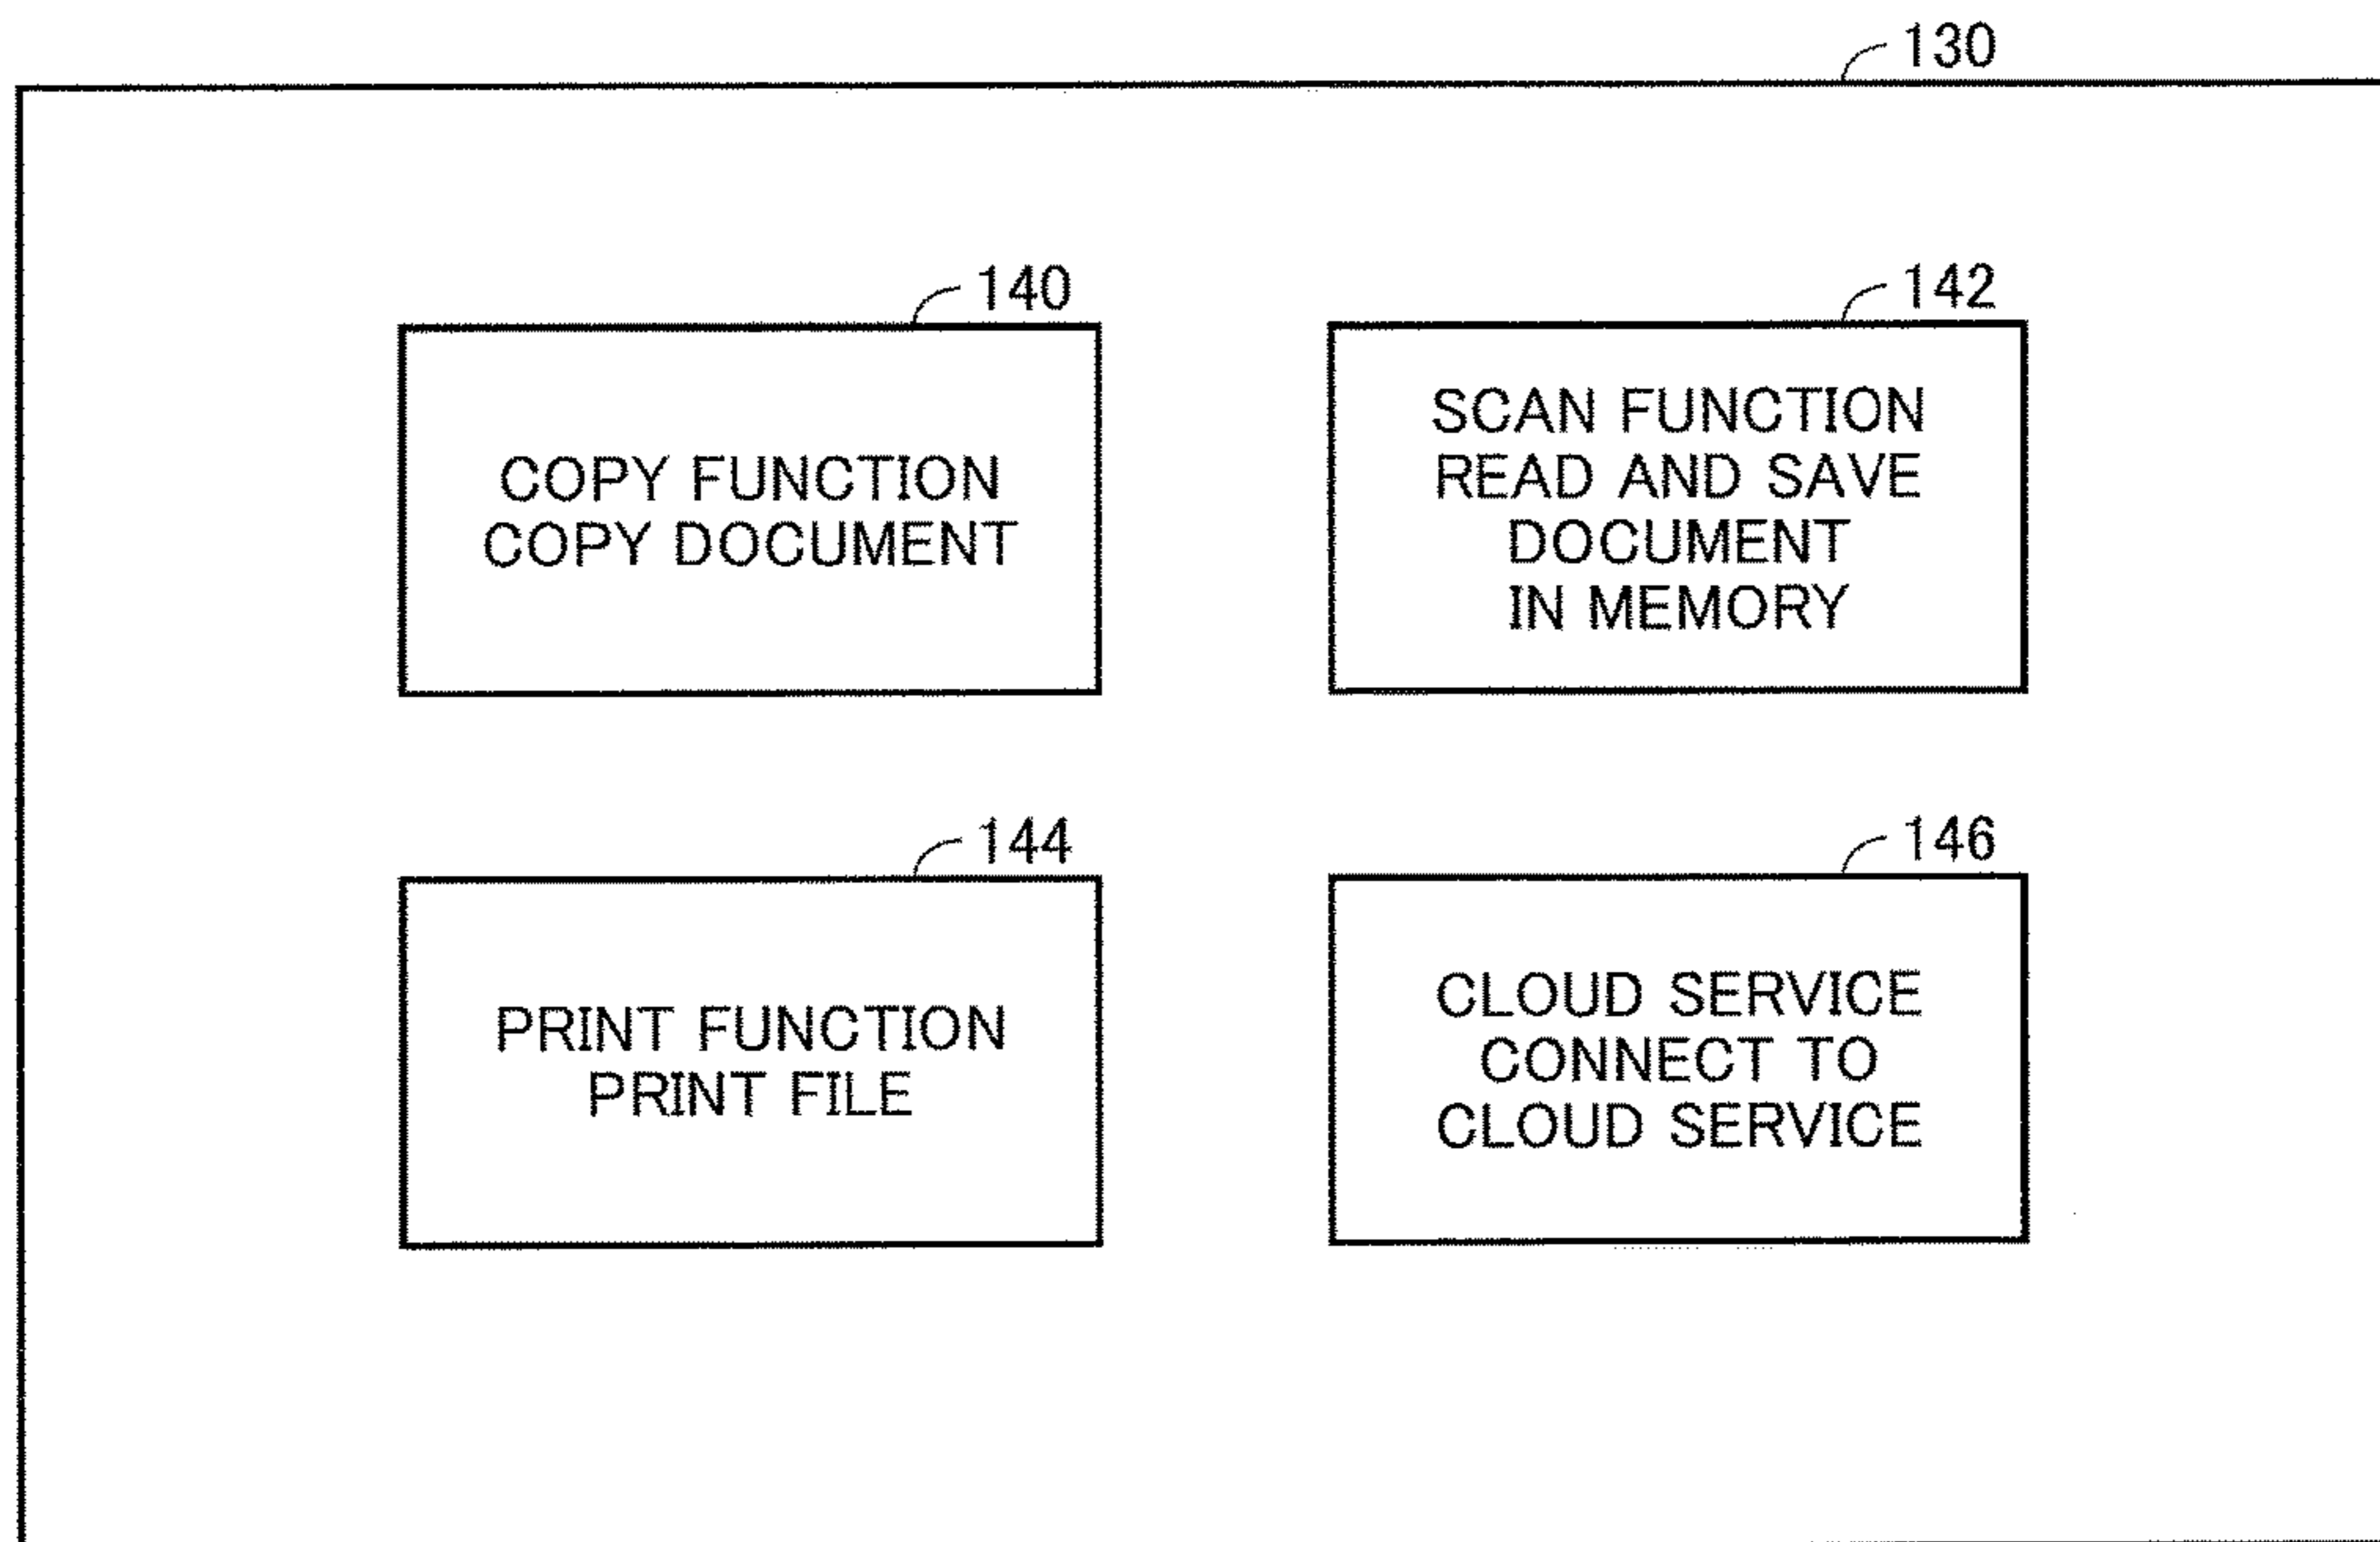 130
140
COPY FUNCTION
COPY DOCUMENT
142
SCAN FUNCTION
READ AND SAVE
DOCUMENT
IN MEMORY
144
PRINT FUNCTION
PRINT FILE
146
CLOUD SERVICE
CONNECT TO
CLOUD SERVICE